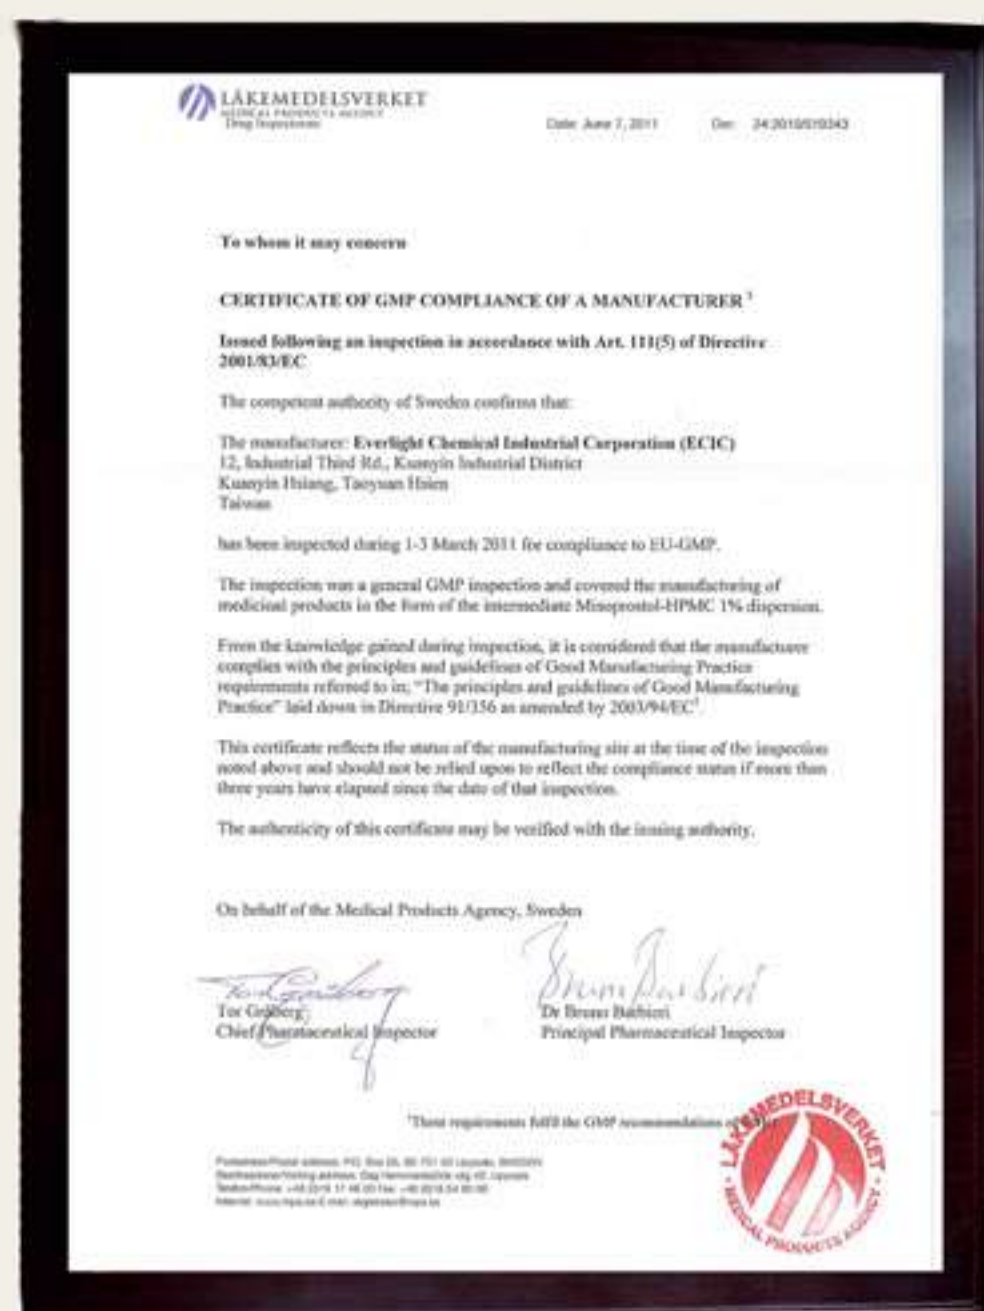 LÄKEMEDELSVERKET
MEDICAL PRODUCTS AGENCY
Drug Inspectorate
Date: June 7, 2011
To whom it may concern
CERTIFICATE OF GMP COMPLIANCE OF A MANUFACTURER ¹
Issued following an inspection in accordance with Art. 111(5) of Directive
2001/83/EC
The competent authority of Sweden confirms that:
The manufacturer: Everlight Chemical Industrial Corporation (ECIC)
12, Industrial Third Rd., Kuanyin Industrial District
Kuanyin Hsiang, Taoyuan Hsien
Taiwan
has been inspected during 1-3 March 2011 for compliance to EU-GMP.
The inspection was a general GMP inspection and covered the manufacturing of
medicinal products in the form of the intermediate Misoprostol-HPMC 1% dispersion.
From the knowledge gained during inspection, it is considered that the manufacturer
complies with the principles and guidelines of Good Manufacturing Practice
requirements referred to in; "The principles and guidelines of Good Manufacturing
Practice" laid down in Directive 91/356 as amended by 2003/94/EC¹.
This certificate reflects the status of the manufacturing site at the time of the inspection
noted above and should not be relied upon to reflect the compliance status if more than
three years have elapsed since the date of that inspection.
The authenticity of this certificate may be verified with the issuing authority.
On behalf of the Medical Products Agency, Sweden
Tor Gråberg
Dr Bruno Barbieri
Chief Pharmaceutical Inspector
Principal Pharmaceutical Inspector
¹These requirements fulfil the GMP recommendations of
LÄKEMEDELSVERKET
MEDICAL PRODUCTS AGENCY